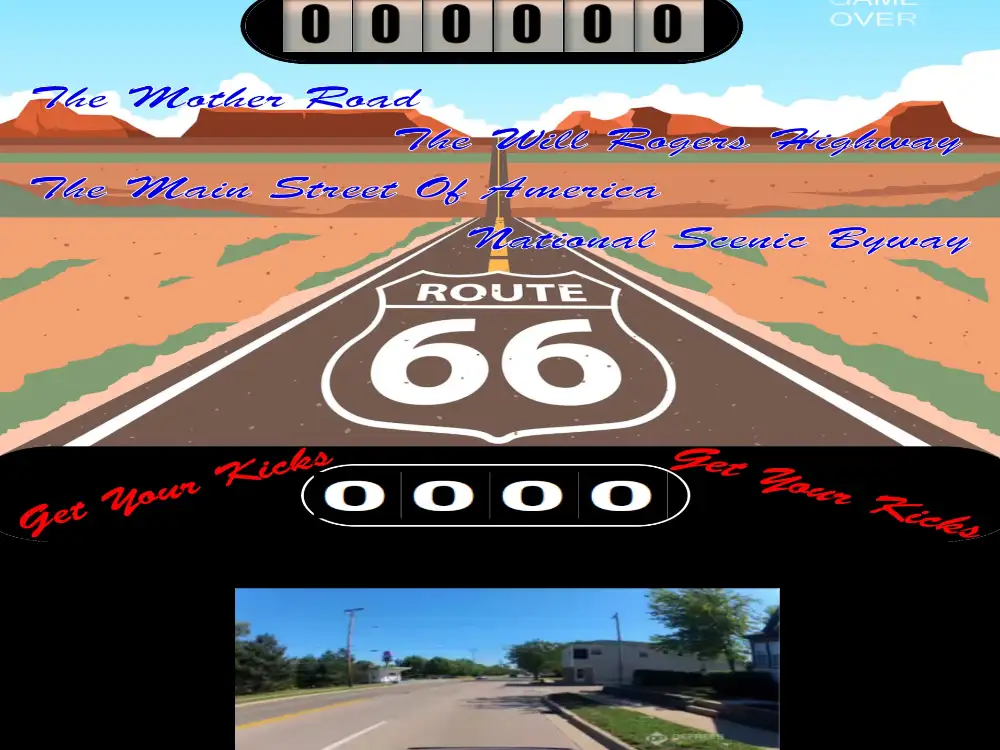 000000
GAME
OVER
The Mother Road
The Will Rogers Highway
The Main Street Of America
National Scenic Byway
ROUTE
66
Get Your Kicks
0000
Get Your Kicks